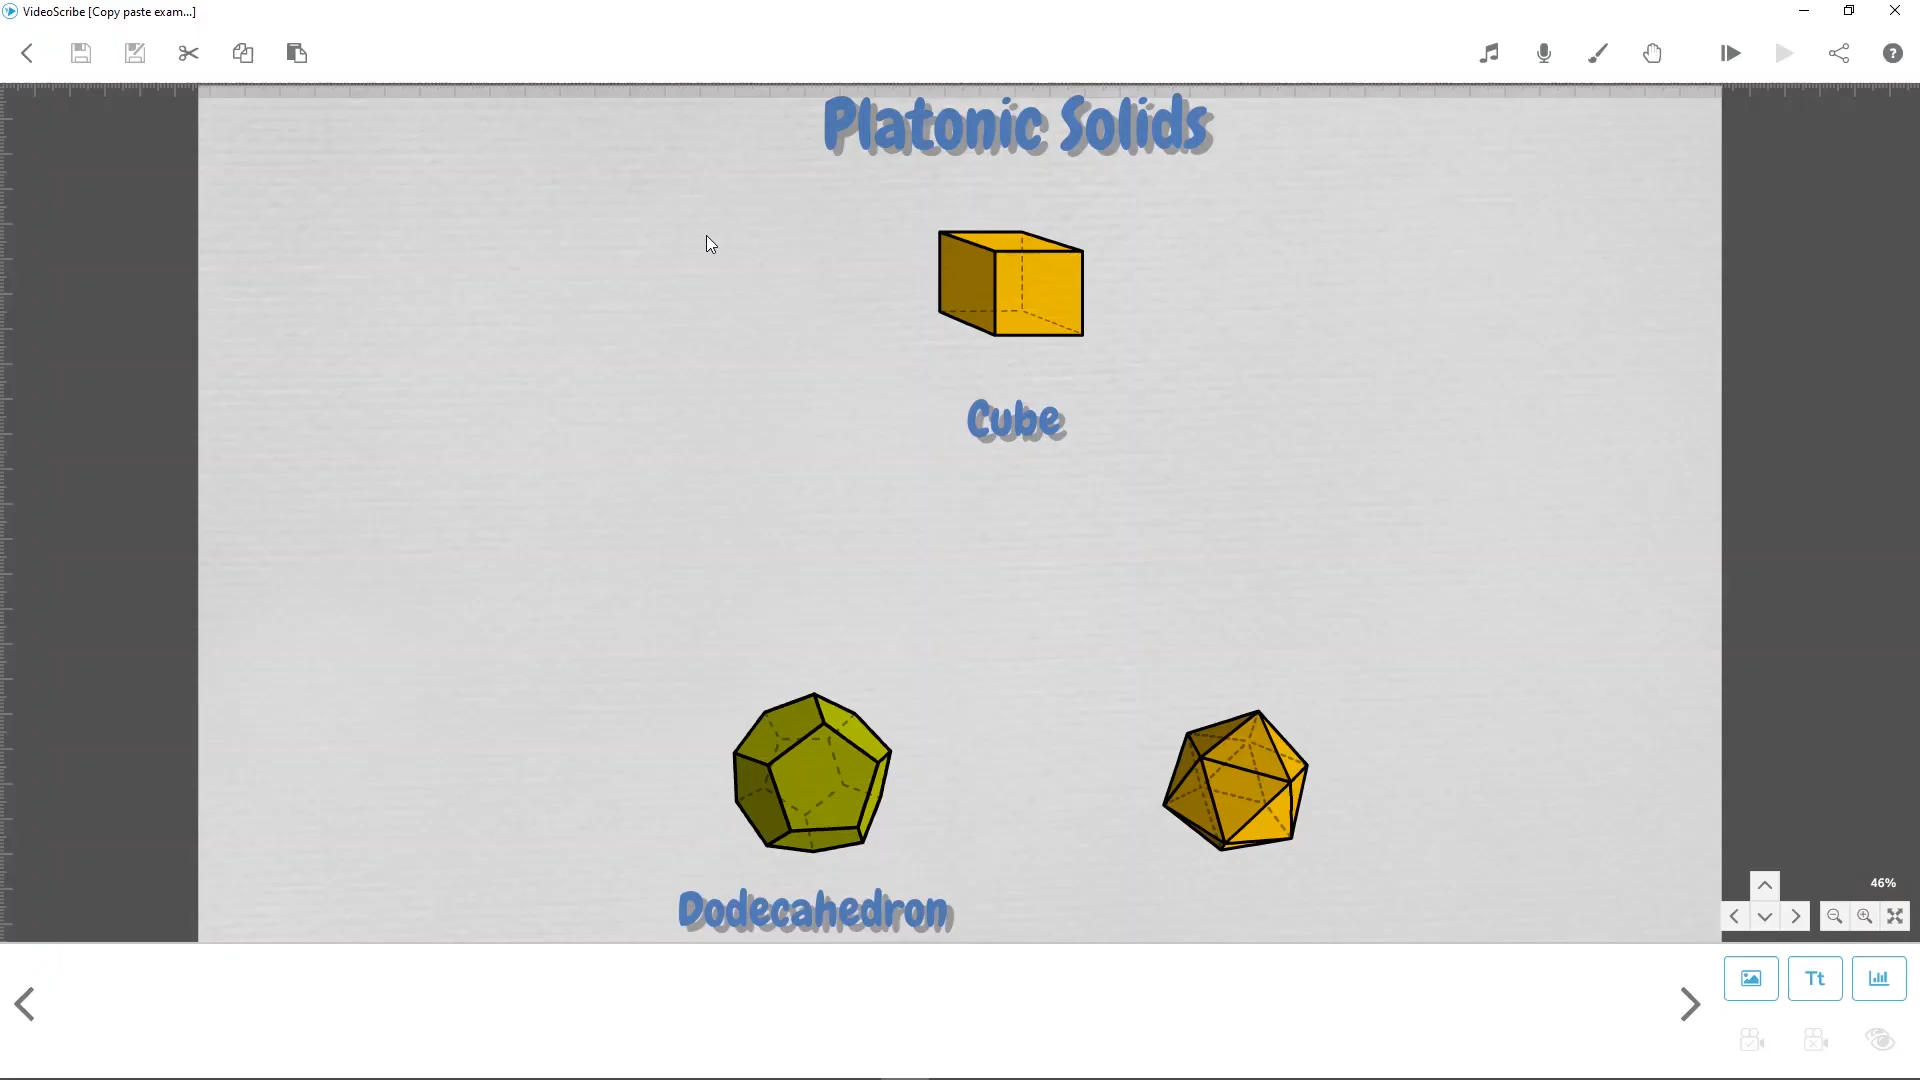 VideoScribe [Copy paste exam...]
Platonic Solids
Cube
Dodecahedron
46%
Tt